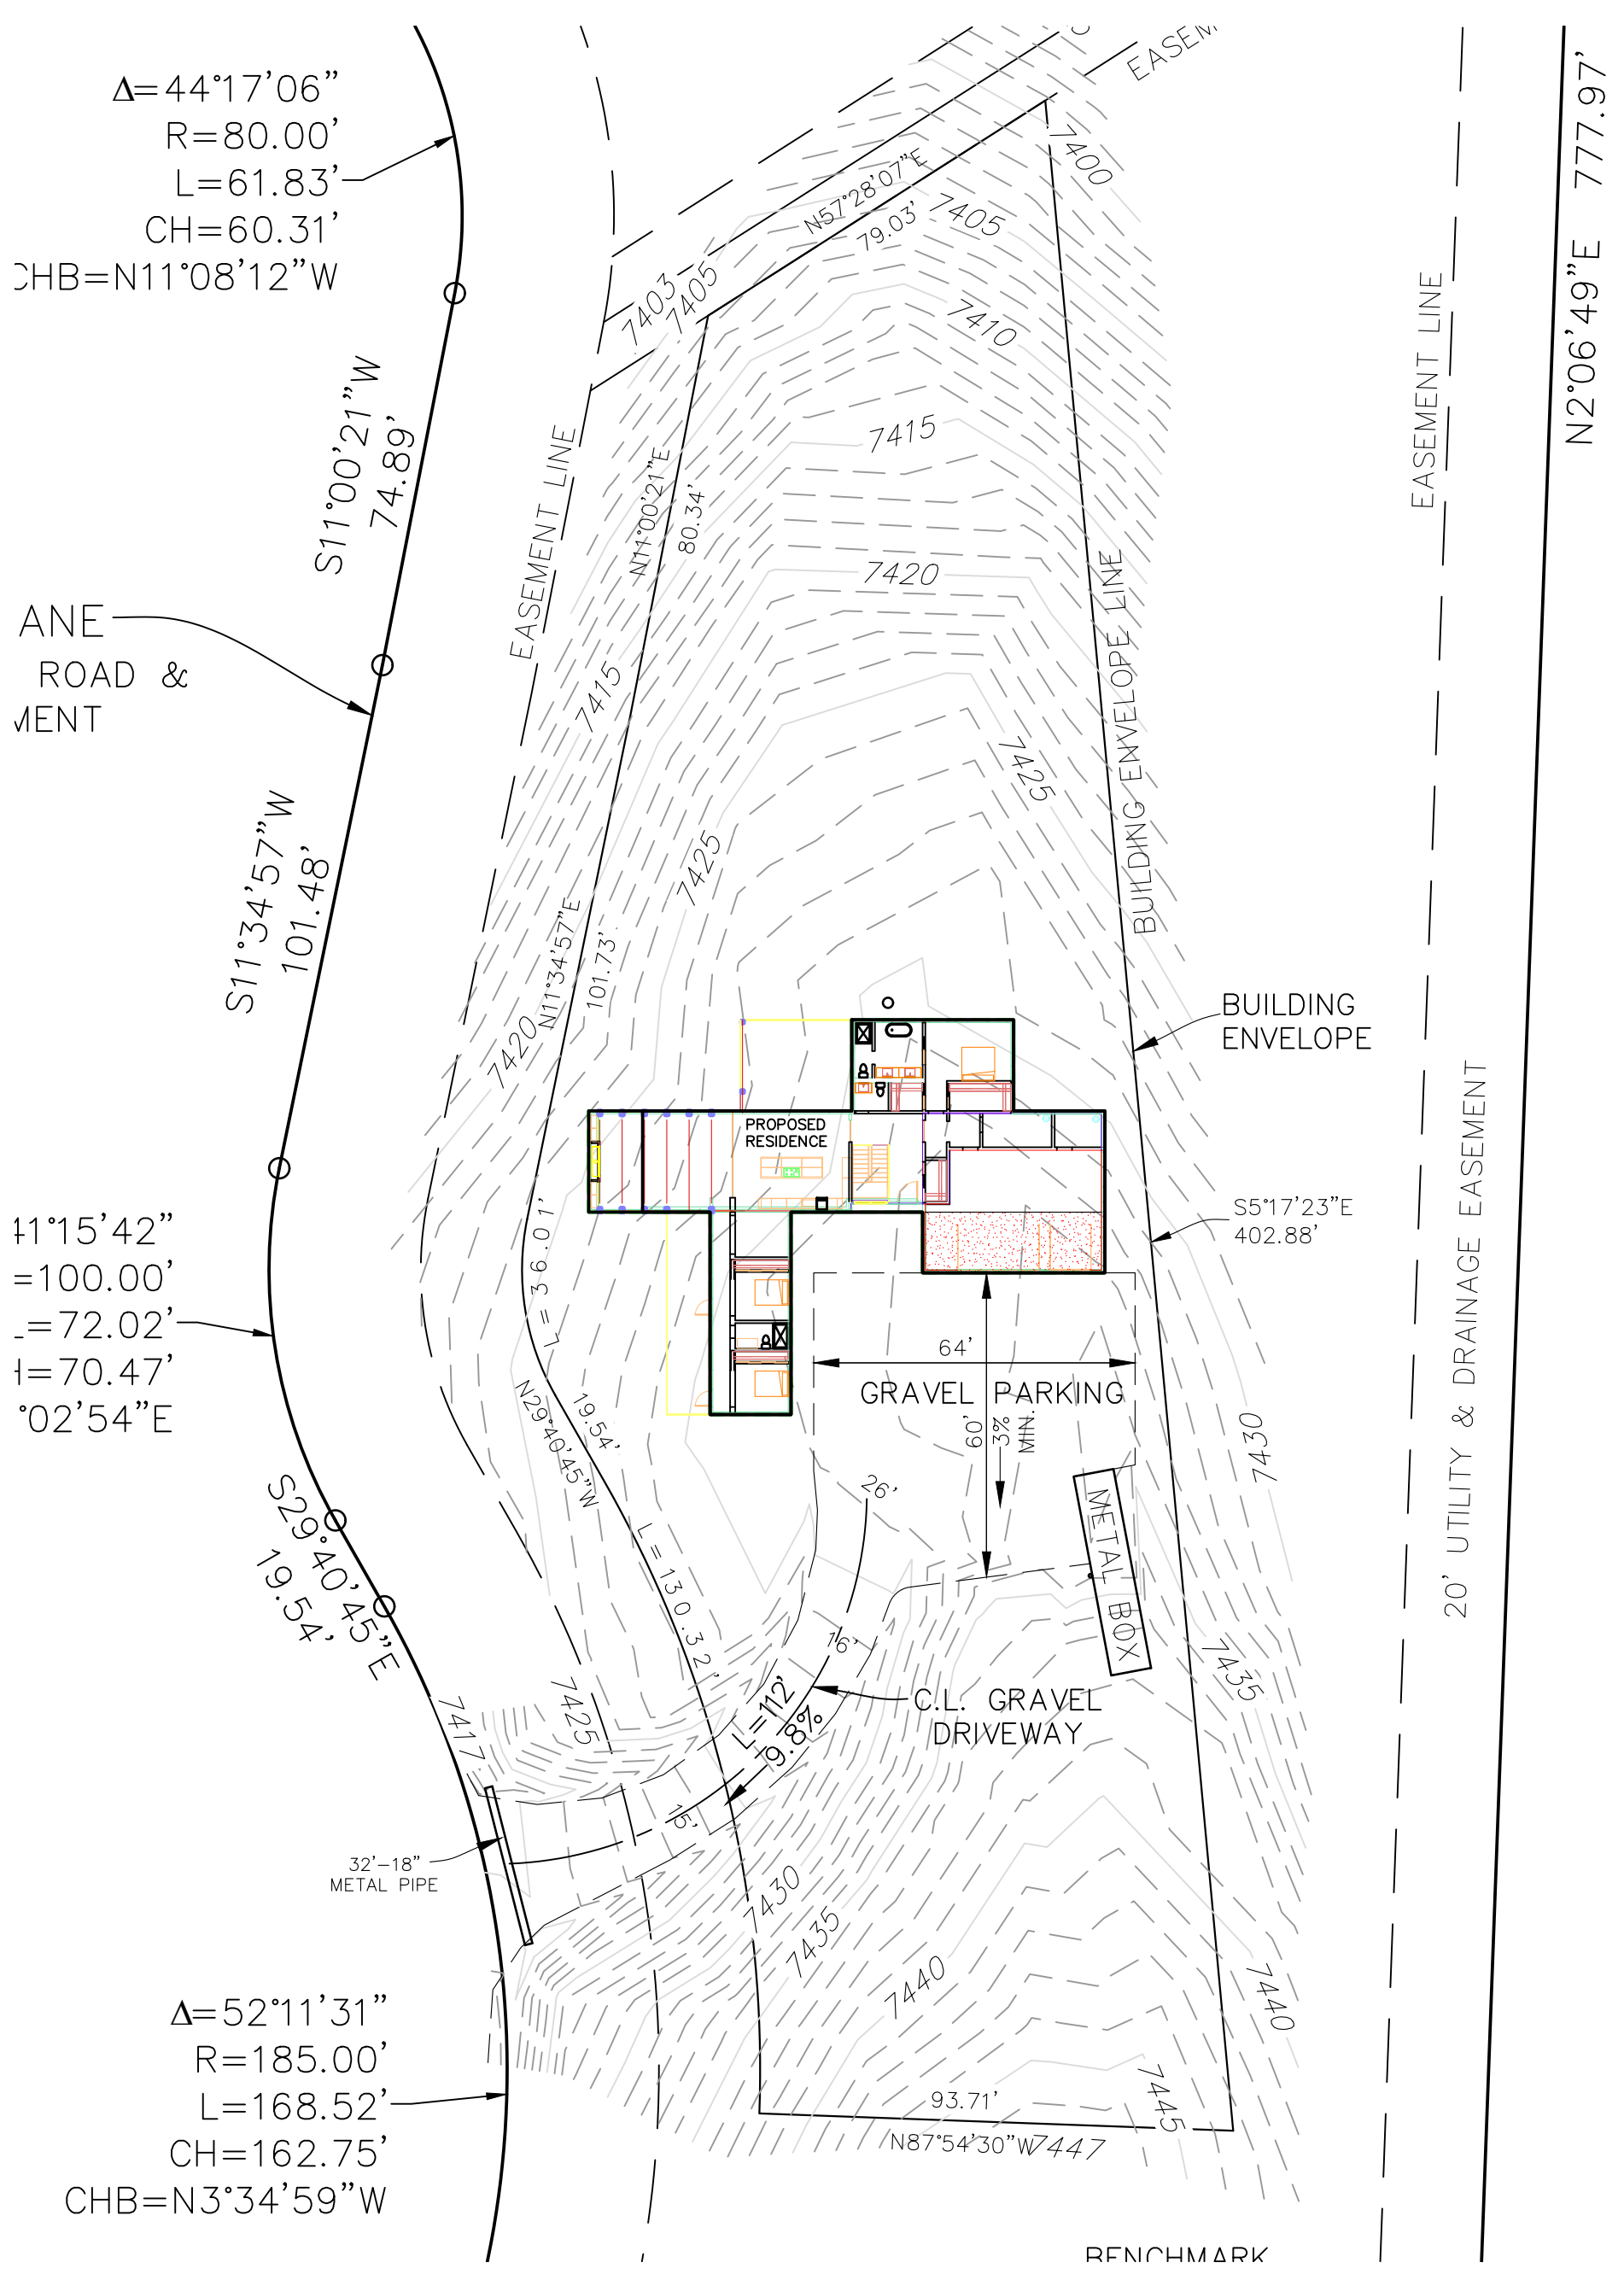 Δ=44°17'06"
R=80.00'
L=61.83'
CH=60.31'
CHB=N11°08'12"W
EASEM
N2°06'49"E 777.97'
N57°28'07"E
79.03'
7400
7405
7403
7405
7410
7415
7420
EASEMENT LINE
S11°00'21"W
74.89'
EASEMENT LINE
N11°00'21"E
80.34'
ANE
ROAD &
MENT
7415
7425
7425
BUILDING ENVELOPE LINE
S11°34'57"W
101.48'
N11°34'57"E
101.73'
7420
BUILDING
ENVELOPE
PROPOSED
RESIDENCE
S5°17'23"E
402.88'
20' UTILITY & DRAINAGE EASEMENT
41°15'42"
=100.00'
L=72.02'
H=70.47'
°02'54"E
L=36.01'
19.54'
N29°40'45"W
64'
GRAVEL PARKING
60'
3%
MIN.
26'
METAL BOX
7430
S29°40'45"E
19.54'
L=130.32'
16'
L=112'
9.8%
C.L. GRAVEL
DRIVEWAY
7435
7417
7425
15'
32'-18"
METAL PIPE
7430
7435
7440
7440
Δ=52°11'31"
R=185.00'
L=168.52'
CH=162.75'
CHB=N3°34'59"W
93.71'
N87°54'30"W
7447
7445
BENCHMARK